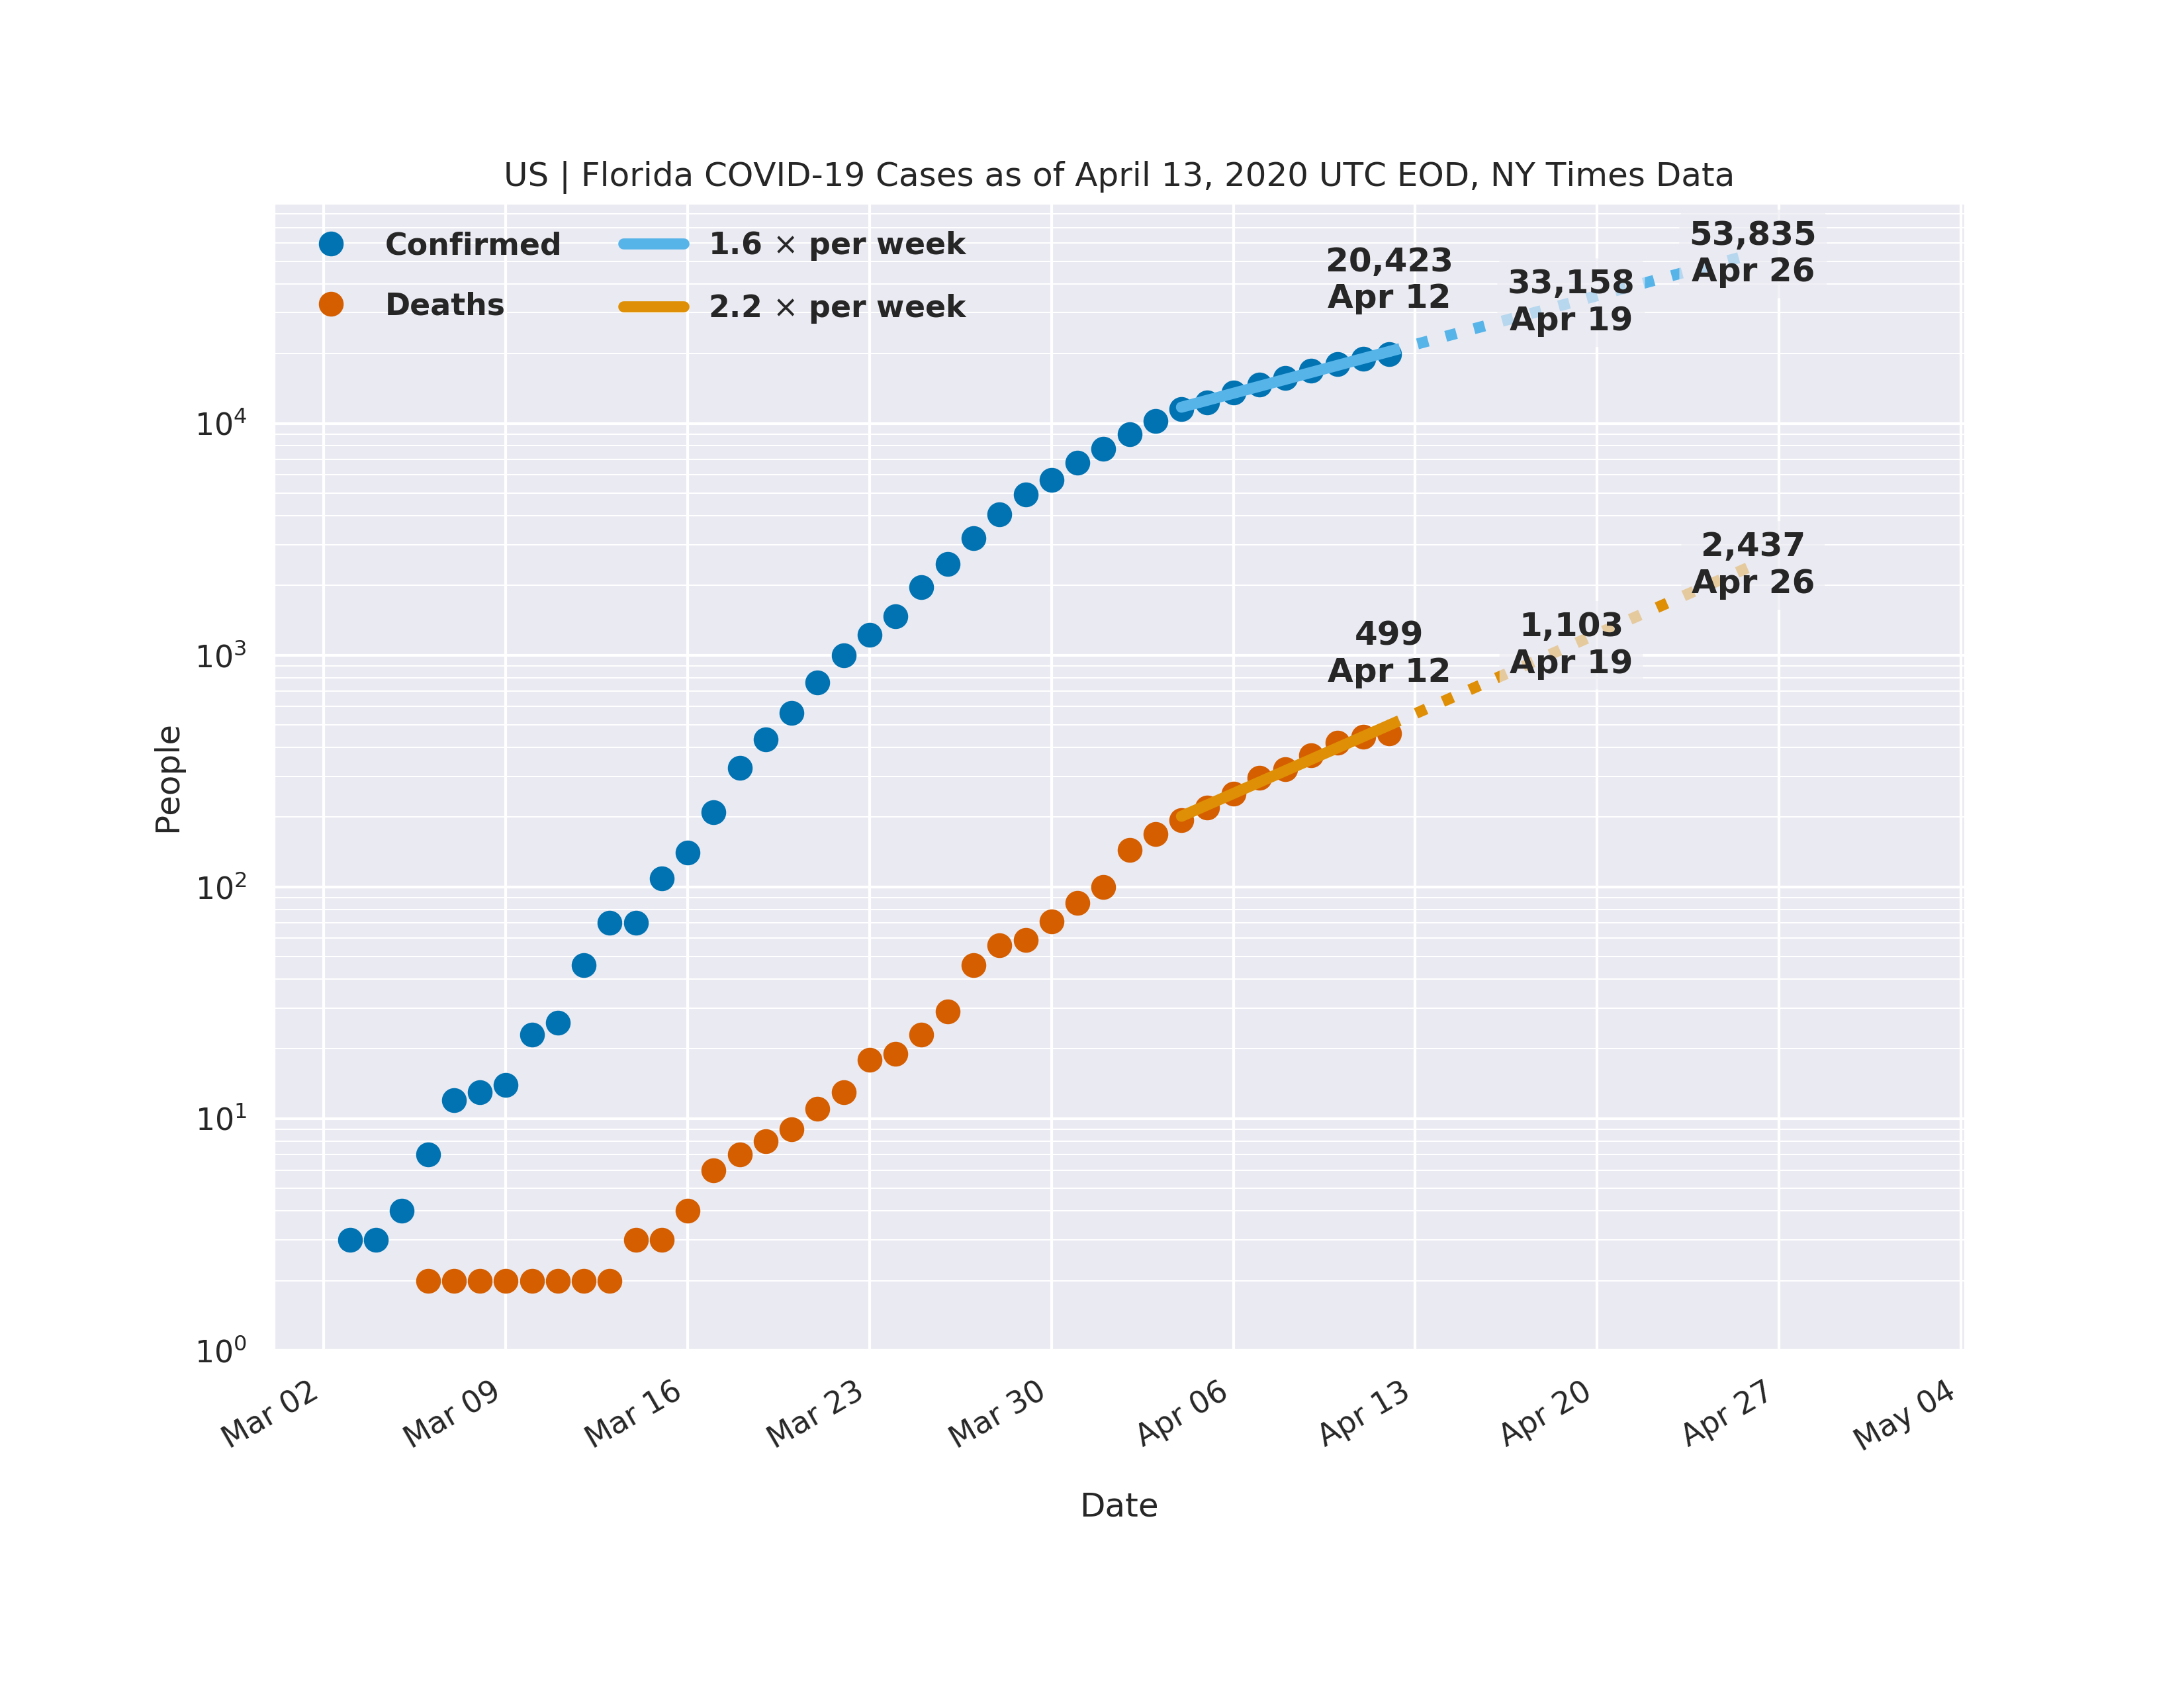 US | Florida COVID-19 Cases as of April 13, 2020 UTC EOD, NY Times Data
Confirmed
Deaths
1.6 × per week
2.2 × per week
20,423
Apr 12
33,158
Apr 19
53,835
Apr 26
499
Apr 12
1,103
Apr 19
2,437
Apr 26
People
10⁴
10³
10²
10¹
10⁰
Mar 02
Mar 09
Mar 16
Mar 23
Mar 30
Apr 06
Apr 13
Apr 20
Apr 27
May 04
Date